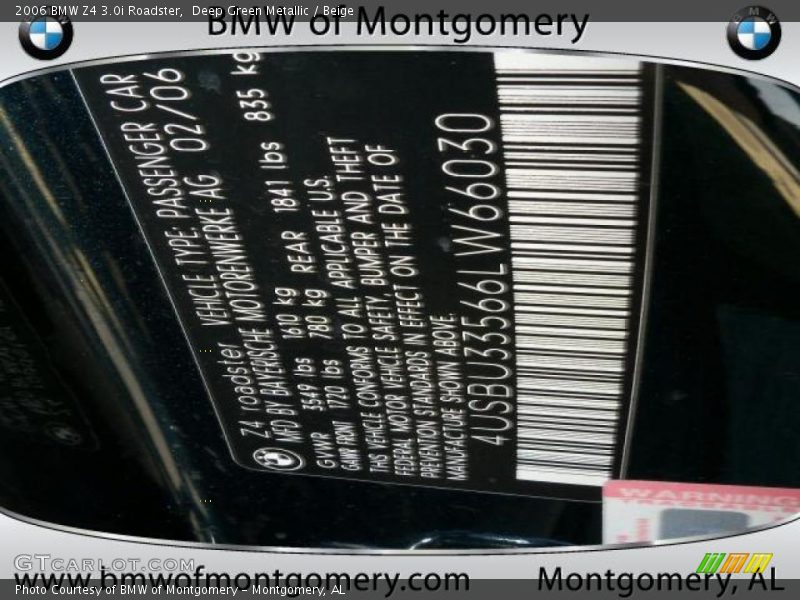 2006 BMW Z4 3.0i Roadster,  Deep Green Metallic / Beige
BMW of Montgomery
Z4 roadster VEHICLE TYPE: PASSENGER CAR
MFD BY BAYERISCHE MOTORENWERKE AG 02/06
GVWR 3549 lbs 1610 kg REAR 1841 lbs 835 kg
GAWR FRNT 1720 lbs 780 kg
THIS VEHICLE CONFORMS TO ALL APPLICABLE U.S.
FEDERAL MOTOR VEHICLE SAFETY, BUMPER AND THEFT
PREVENTION STANDARDS IN EFFECT ON THE DATE OF
MANUFACTURE SHOWN ABOVE.
4USBU33566LW66030
WARNING
GTCARLOT.COM
www.bmwofmontgomery.com
Montgomery, AL
Photo Courtesy of BMW of Montgomery - Montgomery, AL